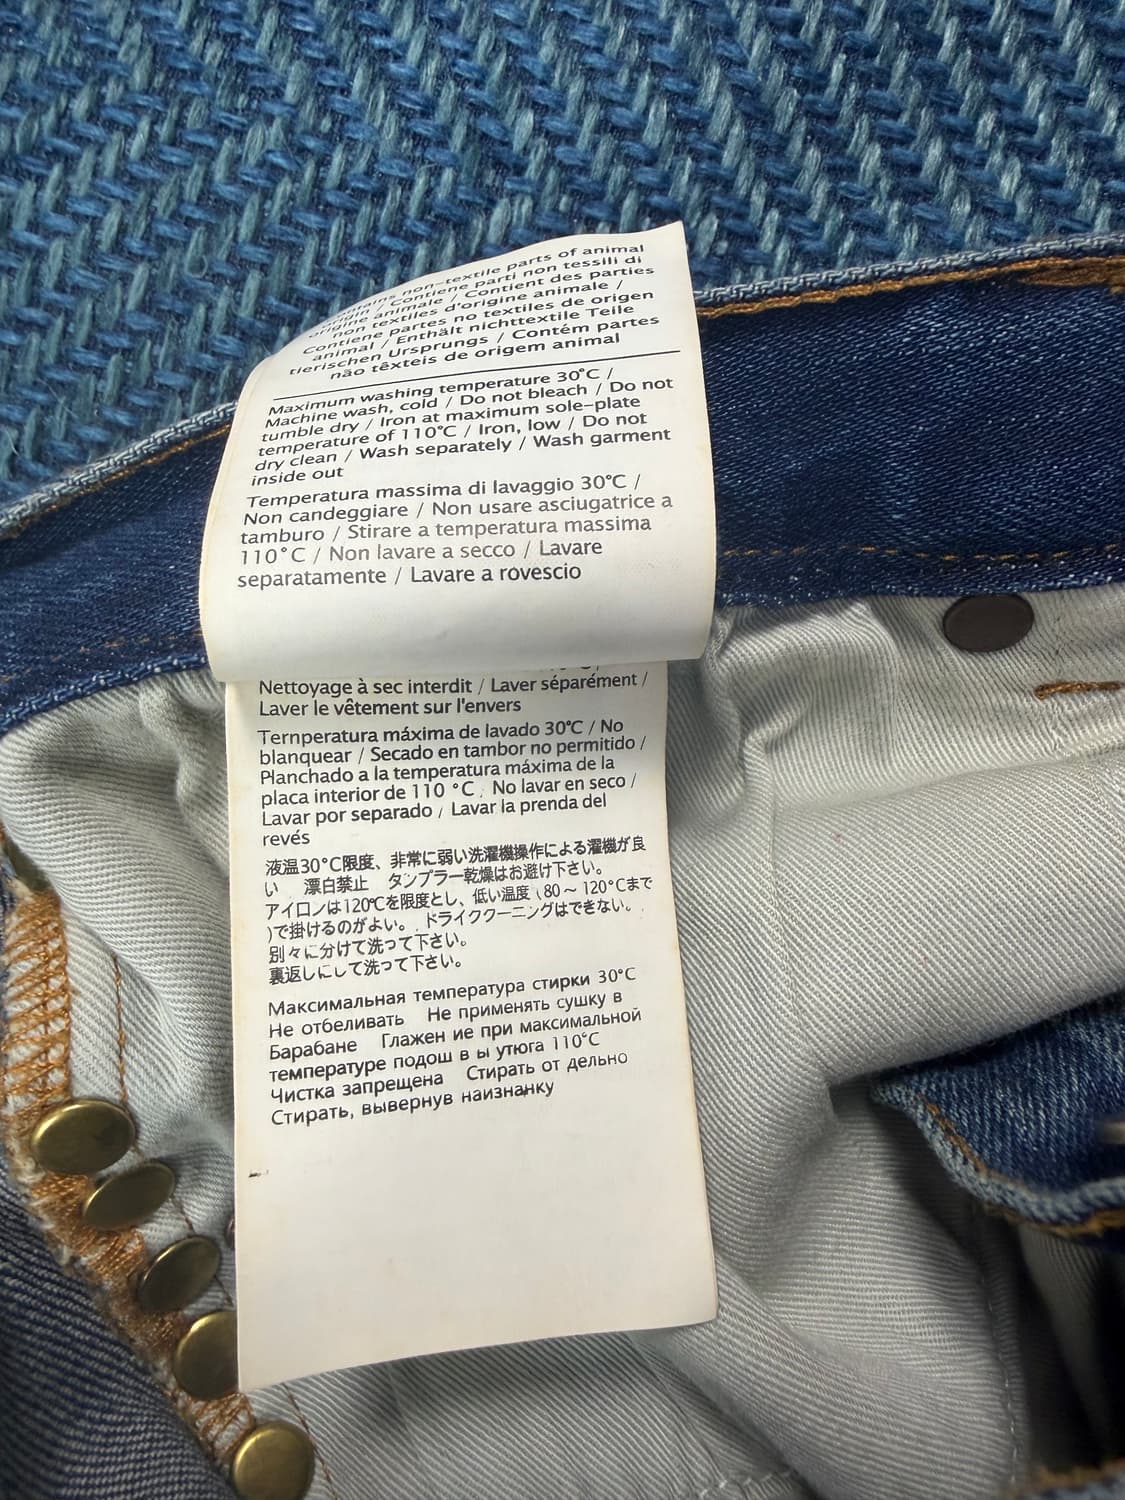 non-textile parts of animal
/ Contiene parti non tessili di
origine animale / Contient des parties
non textiles d'origine animale /
Contiene partes no textiles de origen
animal / Enthält nichttextile Teile
tierischen Ursprungs / Contém partes
não têxteis de origem animal
Maximum washing temperature 30°C /
Machine wash, cold / Do not bleach / Do not
tumble dry / Iron at maximum sole-plate
temperature of 110°C / Iron, low / Do not
dry clean / Wash separately / Wash garment
inside out
Temperatura massima di lavaggio 30°C /
Non candeggiare / Non usare asciugatrice a
tamburo / Stirare a temperatura massima
110°C / Non lavare a secco / Lavare
separatamente / Lavare a rovescio
Nettoyage à sec interdit / Laver séparément /
Laver le vêtement sur l'envers
Ternperatura máxima de lavado 30°C / No
blanquear / Secado en tambor no permitido /
Planchado a la temperatura máxima de la
placa interior de 110 °C . No lavar en seco /
Lavar por separado / Lavar la prenda del
revés
液温30°C限度、非常に弱い洗濯機操作による濯機が良
い　漂白禁止　タンプラー乾燥はお避け下さい。
アイロンは120℃を限度とし、低い温度（80～120°Cまで
)で掛けるのがよい。.ドライククーニングはできない。
别々に分けて洗って下さい。
裏返しにして洗って下さい。
Максимальная температура стирки 30°C
Не отбеливать Не применять сушку в
Барабане Глажен ие при максимальной
температуре подош в ы утюга 110°C
Чистка запрещена Стирать от дельно
Стирать, вывернув наизнанку